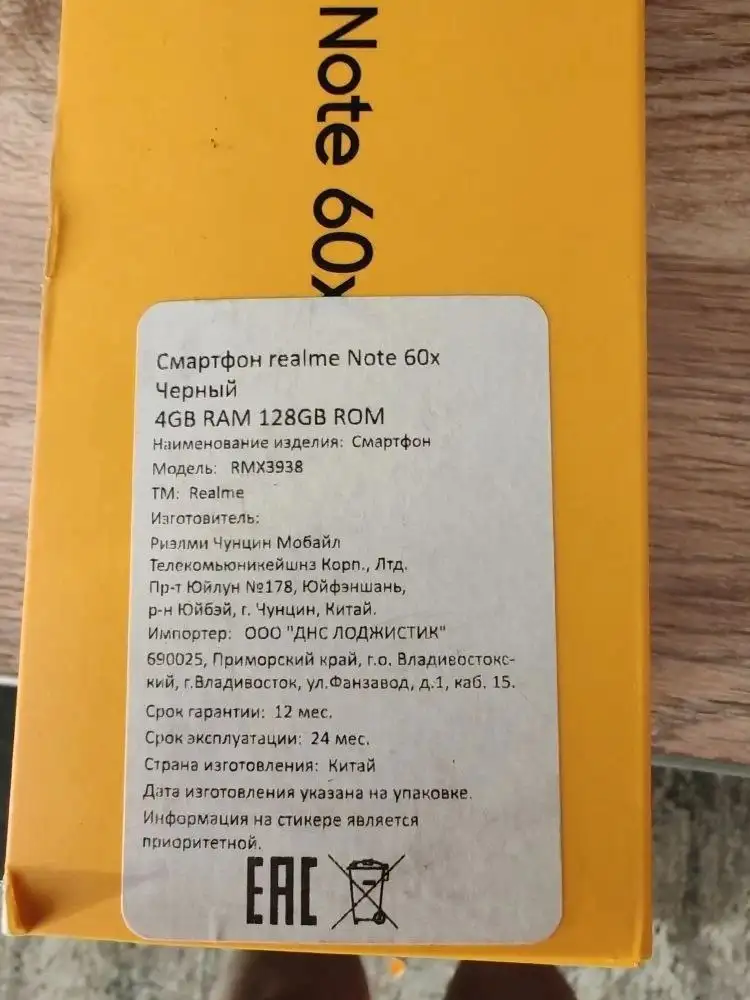 Note 60x
Смартфон realme Note 60x
Черный
4GB RAM 128GB ROM
Наименование изделия: Смартфон
Модель: RMX3938
ТМ: Realme
Изготовитель:
Риэлми Чунцин Мобайл
Телекомьюникейшнз Корп., Лтд.
Пр-т Юйлун №178, Юйфэншань,
р-н Юйбэй, г. Чунцин, Китай.
Импортер: ООО "ДНС ЛОДЖИСТИК"
690025, Приморский край, г.о. Владивостокс-
кий, г.Владивосток, ул.Фанзавод, д.1, каб. 15.
Срок гарантии: 12 мес.
Срок эксплуатации: 24 мес.
Страна изготовления: Китай
Дата изготовления указана на упаковке.
Информация на стикере является
приоритетной.
EAC